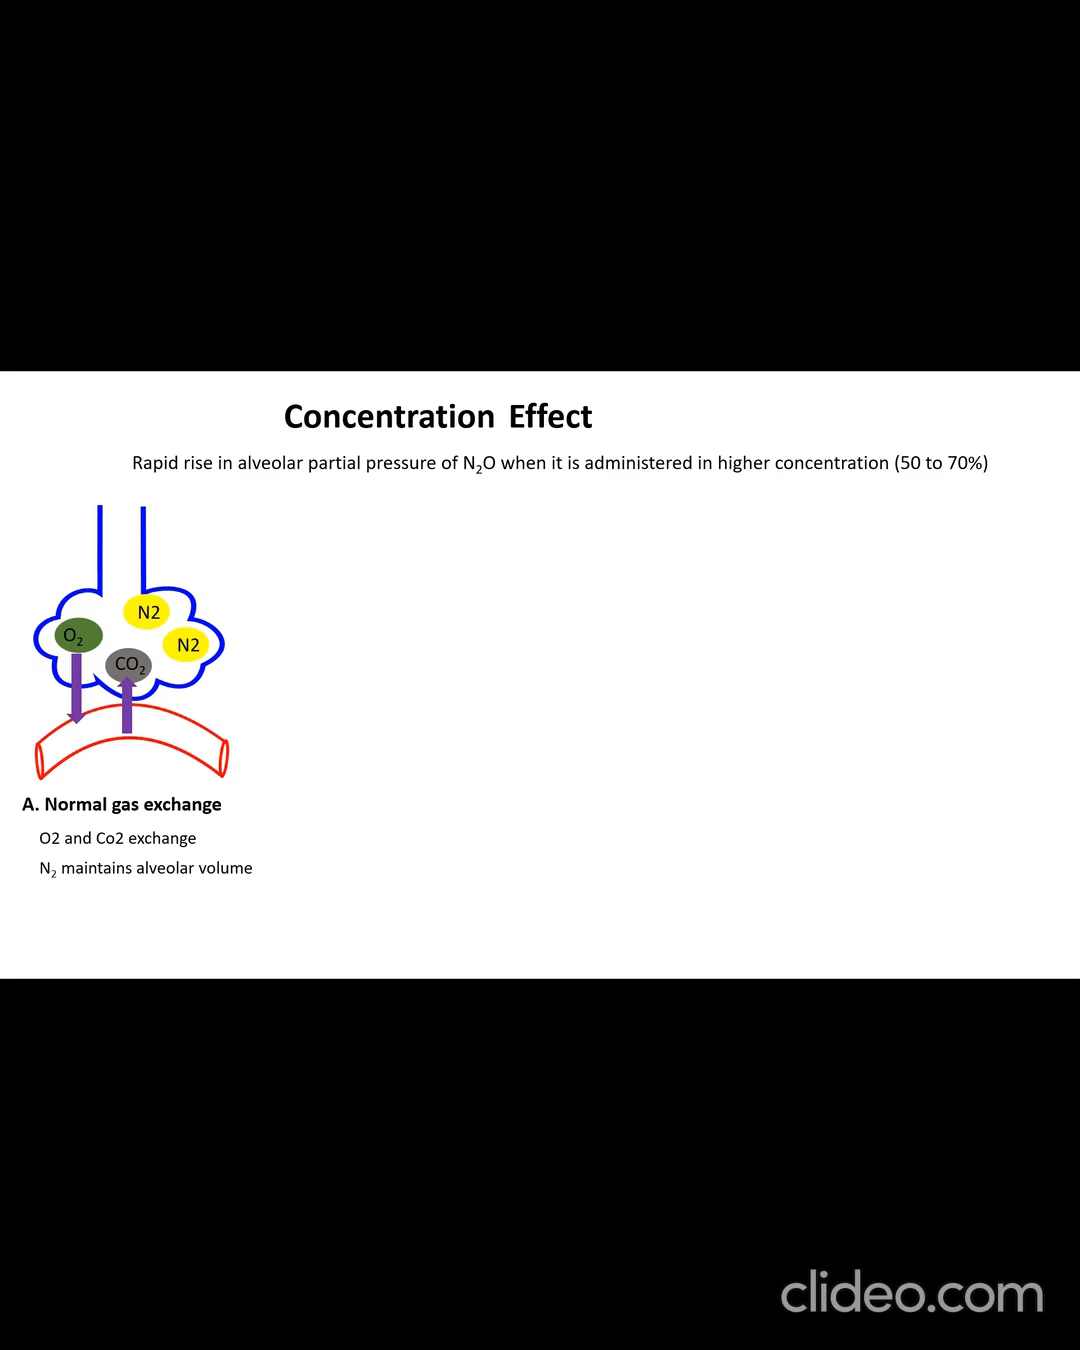 Concentration Effect
Rapid rise in alveolar partial pressure of N₂O when it is administered in higher concentration (50 to 70%)
N2
O₂
N2
CO₂
A. Normal gas exchange
O2 and Co2 exchange
N₂ maintains alveolar volume
clideo.com